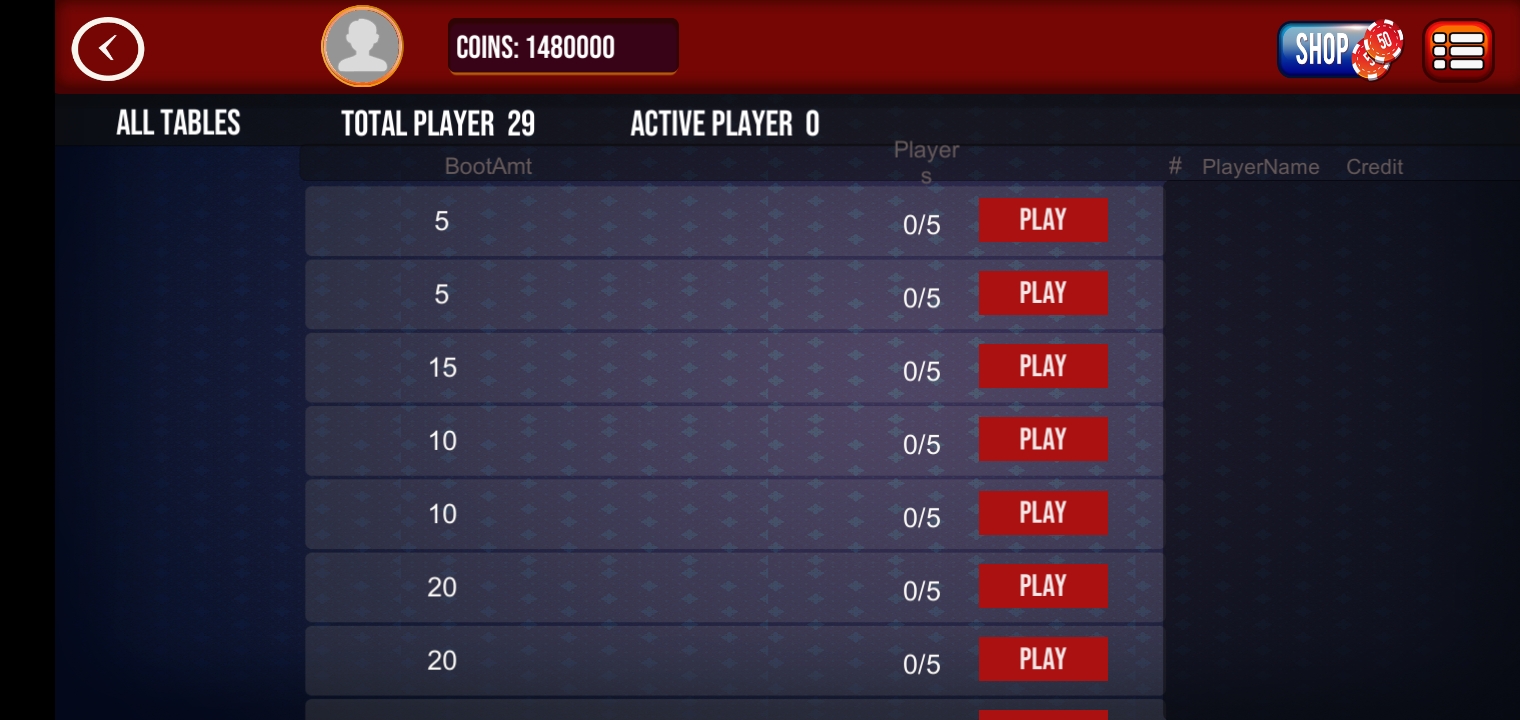 COINS: 1480000
SHOP
50
ALL TABLES TOTAL PLAYER 29 ACTIVE PLAYER 0
BootAmt Player
s # PlayerName Credit
5 0/5 PLAY
5 0/5 PLAY
15 0/5 PLAY
10 0/5 PLAY
10 0/5 PLAY
20 0/5 PLAY
20 0/5 PLAY